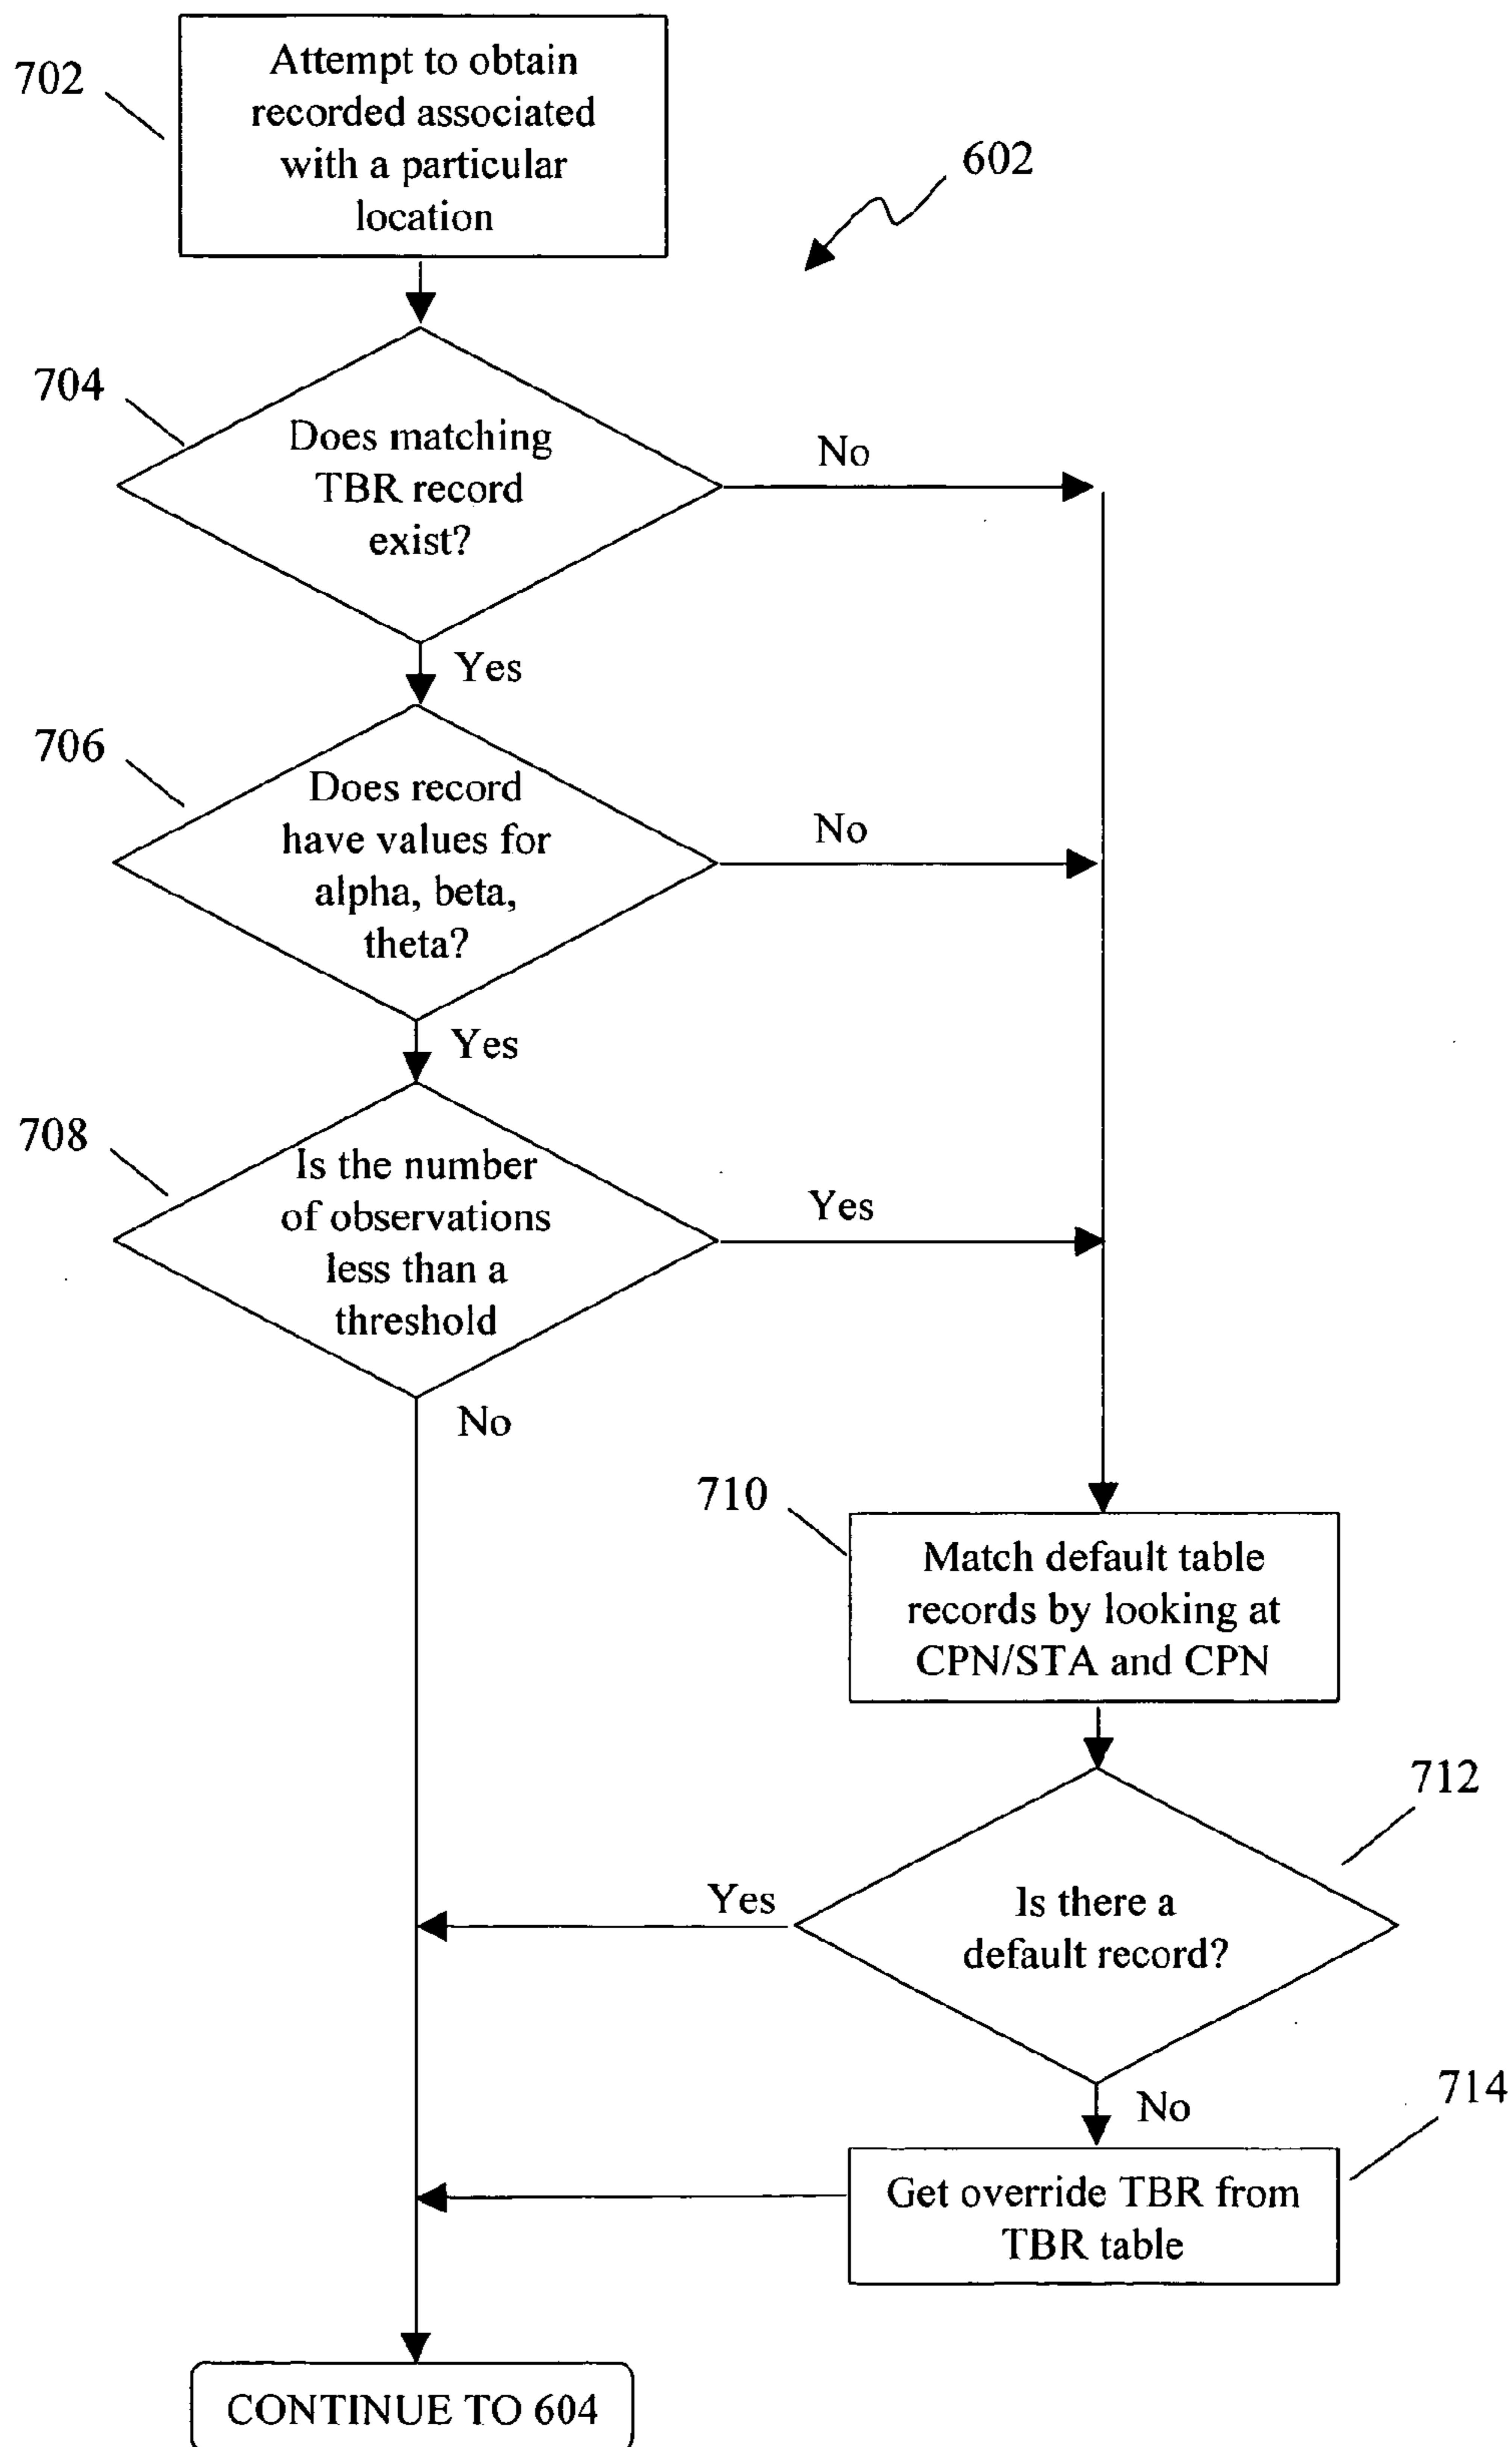 702
Attempt to obtain
recorded associated
with a particular
location
602
704
Does matching
TBR record
exist?
No
Yes
706
Does record
have values for
alpha, beta,
theta?
No
Yes
708
Is the number
of observations
less than a
threshold
Yes
No
710
Match default table
records by looking at
CPN/STA and CPN
712
Is there a
default record?
Yes
No
714
Get override TBR from
TBR table
CONTINUE TO 604